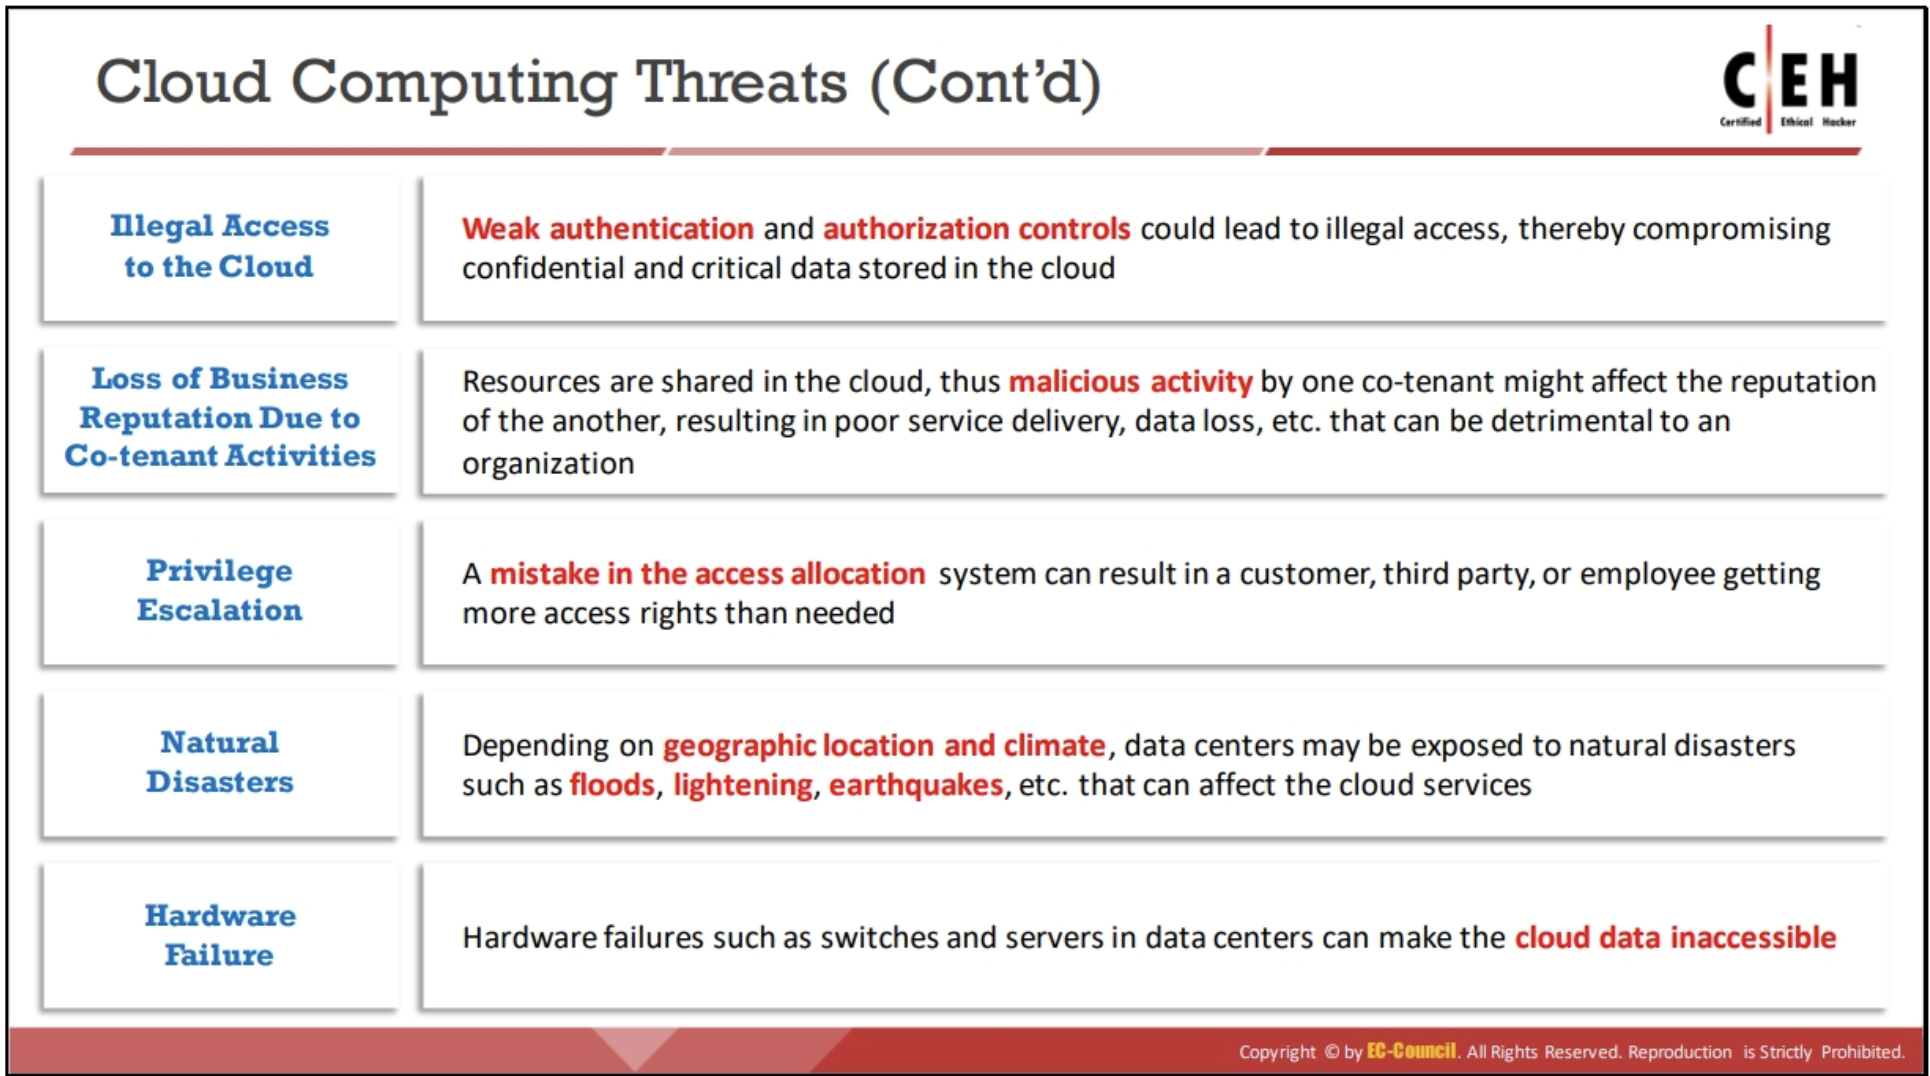 Cloud Computing Threats (Cont'd)
C EH
Certified Ethical Hacker
Illegal Access
to the Cloud
Weak authentication and authorization controls could lead to illegal access, thereby compromising
confidential and critical data stored in the cloud
Loss of Business
Reputation Due to
Co-tenant Activities
Resources are shared in the cloud, thus malicious activity by one co-tenant might affect the reputation
of the another, resulting in poor service delivery, data loss, etc. that can be detrimental to an
organization
Privilege
Escalation
A mistake in the access allocation system can result in a customer, third party, or employee getting
more access rights than needed
Natural
Disasters
Depending on geographic location and climate, data centers may be exposed to natural disasters
such as floods, lightening, earthquakes, etc. that can affect the cloud services
Hardware
Failure
Hardware failures such as switches and servers in data centers can make the cloud data inaccessible
Copyright © by EC-Council. All Rights Reserved. Reproduction is Strictly Prohibited.